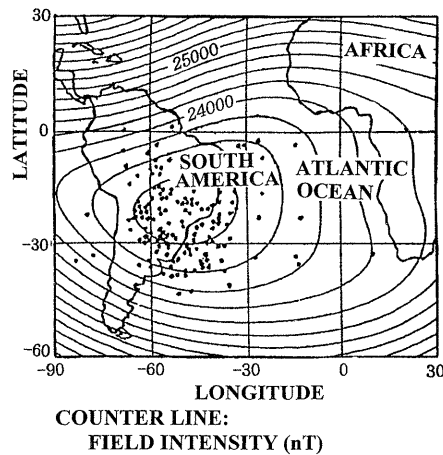 30
AFRICA
25000
24000
LATITUDE
0
SOUTH
AMERICA
ATLANTIC
OCEAN
-30
-60
-90
-60
-30
0
30
LONGITUDE
COUNTER LINE:
FIELD INTENSITY (nT)